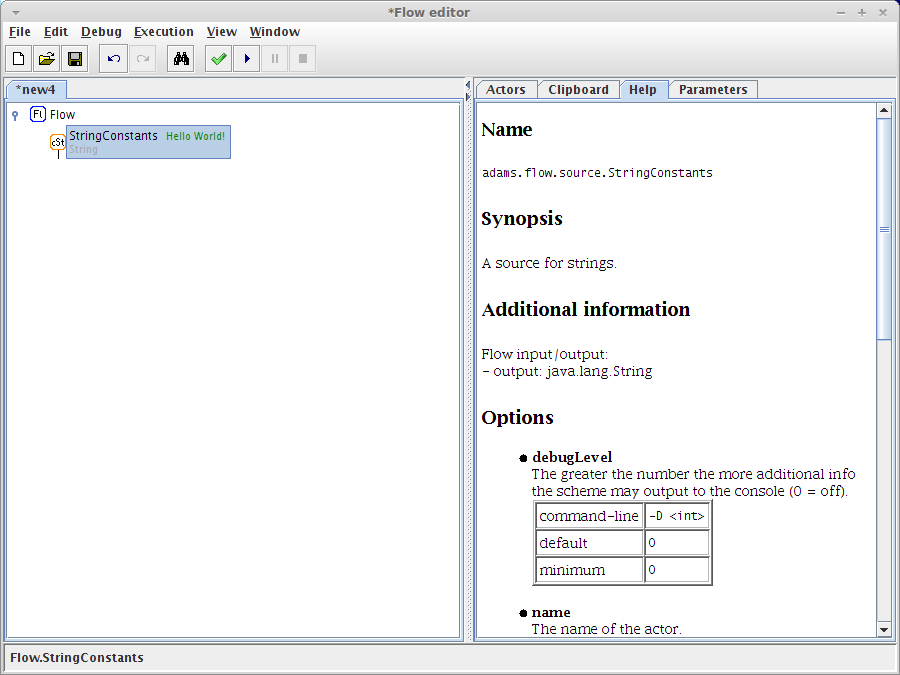 *Flow editor
File Edit Debug Execution View Window
*new4
Flow
Fl
StringConstants Hello World!
cSt
String
Actors Clipboard Help Parameters
Name
adams.flow.source.StringConstants
Synopsis
A source for strings.
Additional information
Flow input/output:
- output: java.lang.String
Options
● debugLevel
The greater the number the more additional info
the scheme may output to the console (0 = off).
command-line -D <int>
default 0
minimum 0
● name
The name of the actor.
Flow.StringConstants